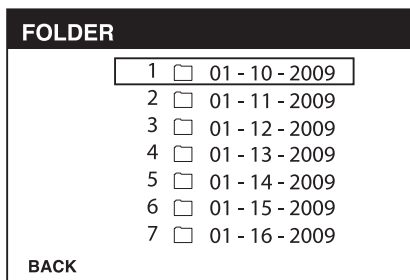 FOLDER
1 01 - 10 - 2009
2 01 - 11 - 2009
3 01 - 12 - 2009
4 01 - 13 - 2009
5 01 - 14 - 2009
6 01 - 15 - 2009
7 01 - 16 - 2009
BACK